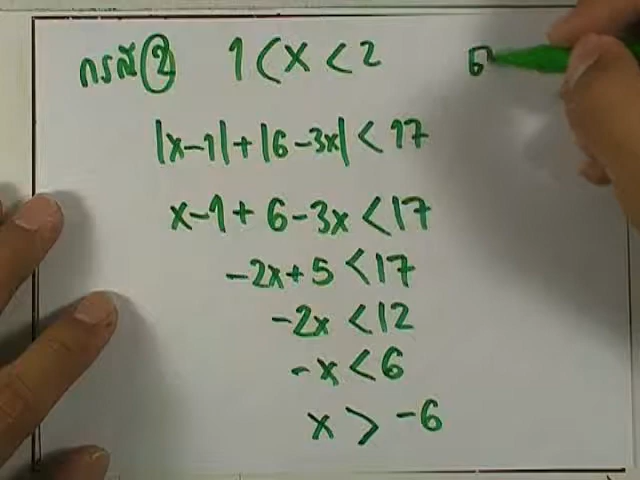 กรณี ② 1 < x < 2
|x-1| + |6-3x| < 17
x-1 + 6-3x < 17
-2x + 5 < 17
-2x < 12
-x < 6
x > -6